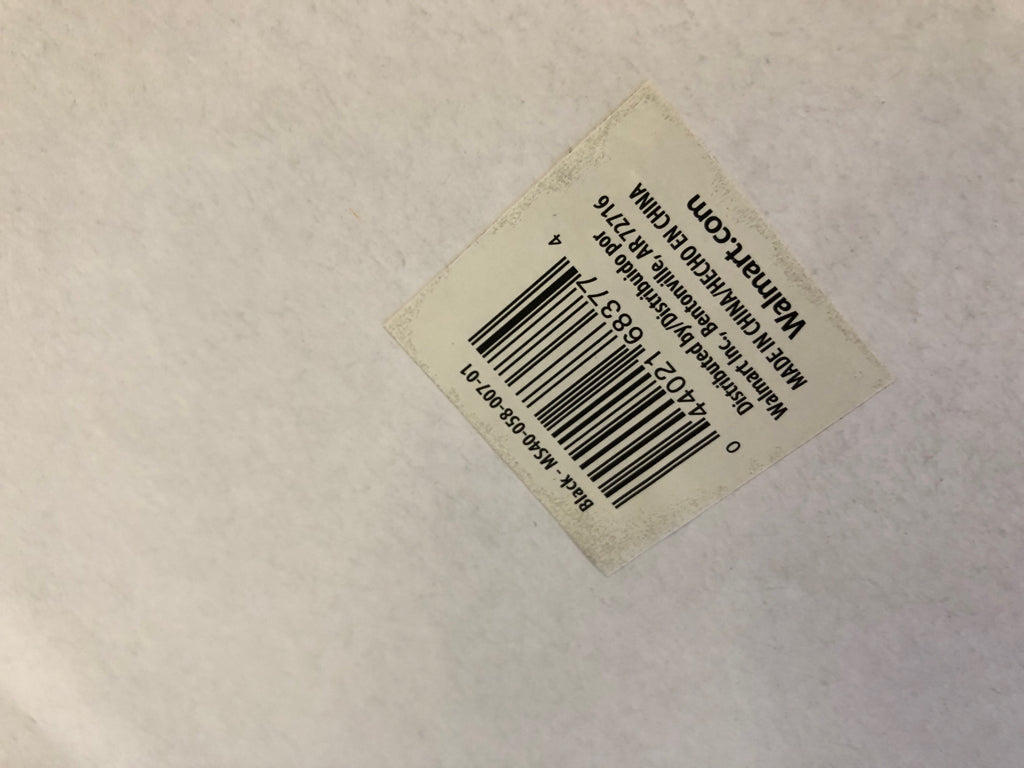 Black - MS40-058-007-01
0 44021 68377 4
Distributed by/Distribuido por
Walmart Inc, Bentonville, AR 72716
MADE IN CHINA/HECHO EN CHINA
Walmart.com